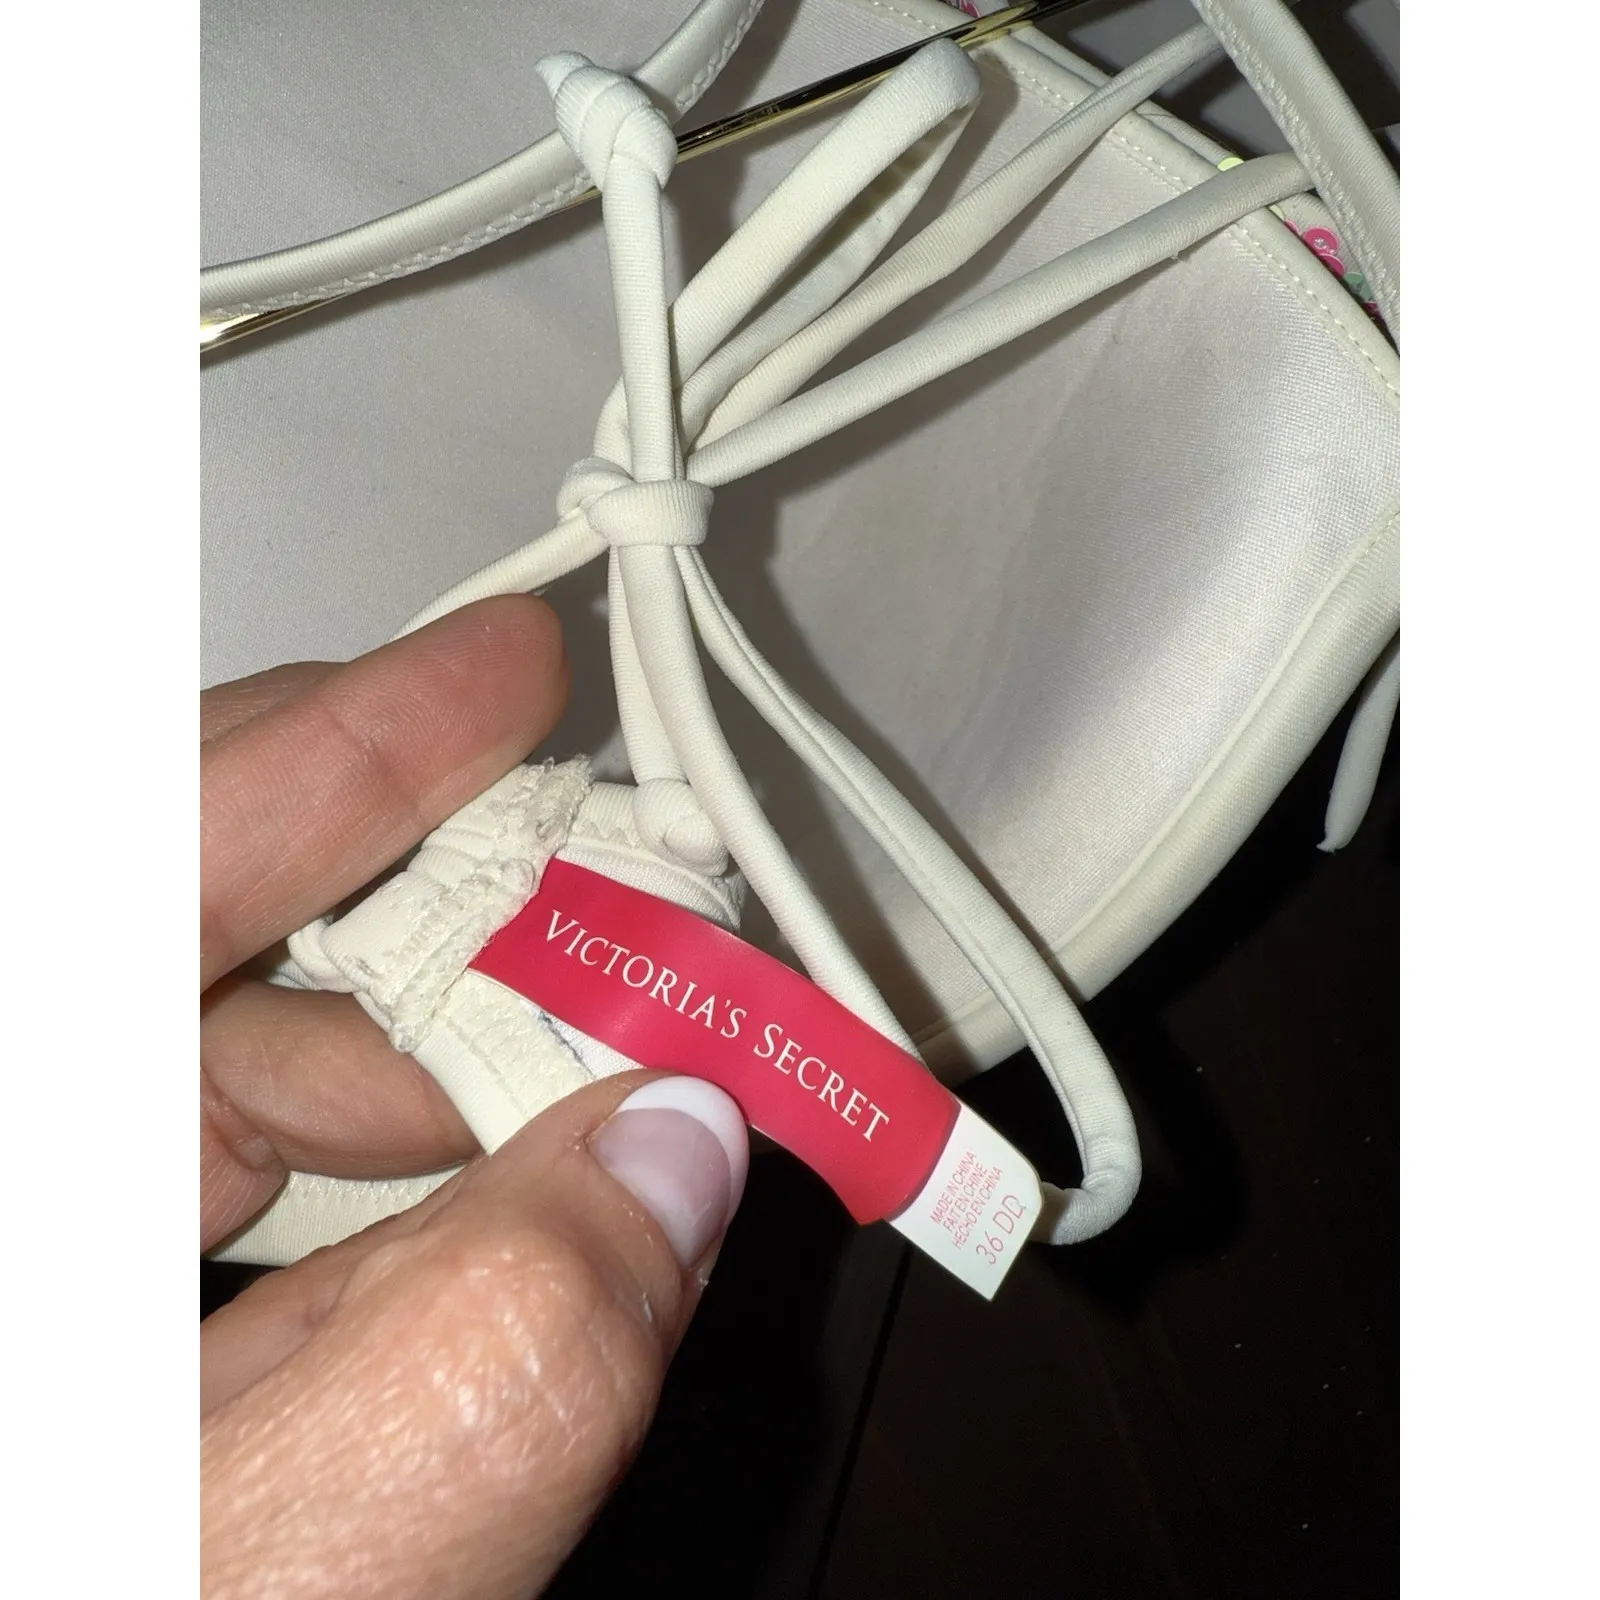 VICTORIA'S SECRET
MADE IN CHINA
FAIT EN CHINE
HECHO EN CHINA
36 DD